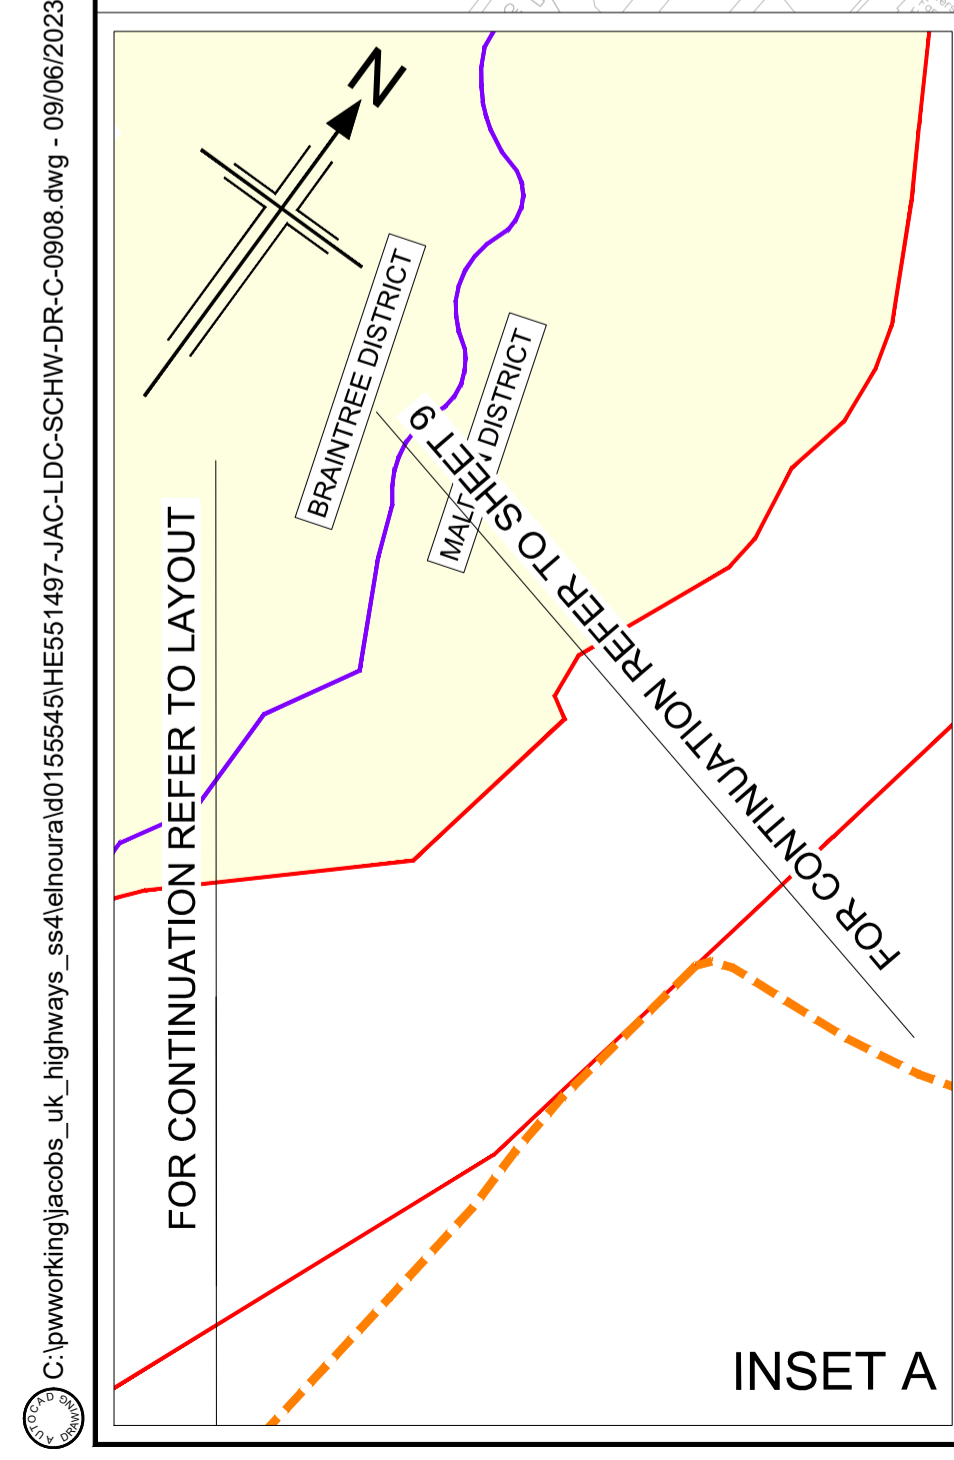 C:\pwworking\jacobs_uk_highways_ss4\elnoura\d0155545\HE551497-JAC-LDC-SCHW-DR-C-0908.dwg - 09/06/2023
N
BRAINTREE DISTRICT
DISTRICT
FOR CONTINUATION REFER TO SHEET 9
FOR CONTINUATION REFER TO LAYOUT
INSET A
AUTOCAD DRAWING